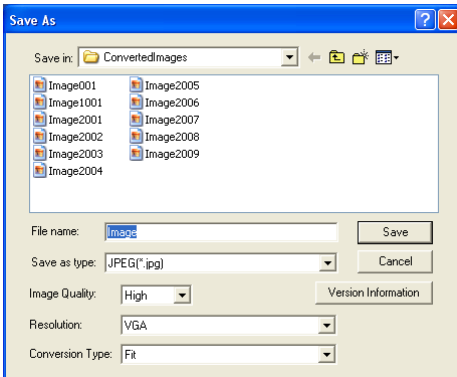 Save As
Save in: ConvertedImages
Image001 Image2005
Image1001 Image2006
Image2001 Image2007
Image2002 Image2008
Image2003 Image2009
Image2004
File name: Image Save
Save as type: JPEG(*.jpg) Cancel
Image Quality: High Version Information
Resolution: VGA
Conversion Type: Fit